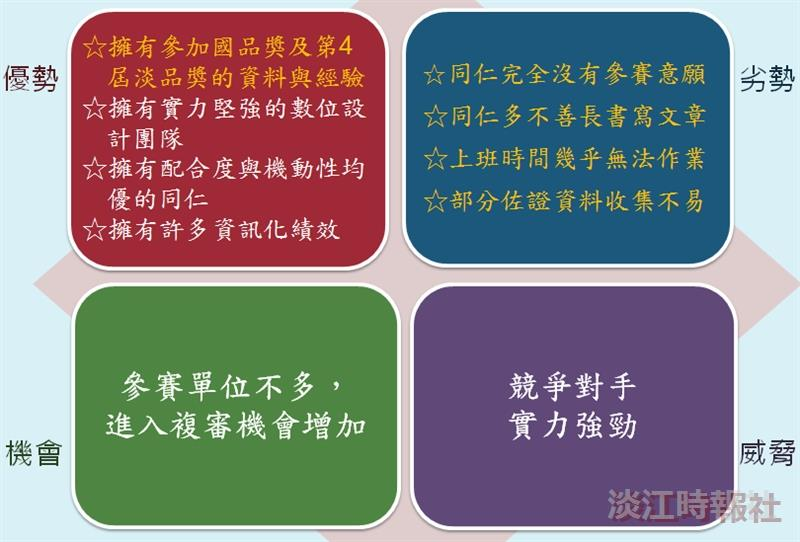 優勢
☆擁有參加國品獎及第4
屆淡品獎的資料與經驗
☆擁有實力堅強的數位設
計團隊
☆擁有配合度與機動性均
優的同仁
☆擁有許多資訊化績效
劣勢
☆同仁完全沒有參賽意願
☆同仁多不善長書寫文章
☆上班時間幾乎無法作業
☆部分佐證資料收集不易
機會
參賽單位不多，
進入複審機會增加
威脅
競爭對手
實力強勁
淡江時報社